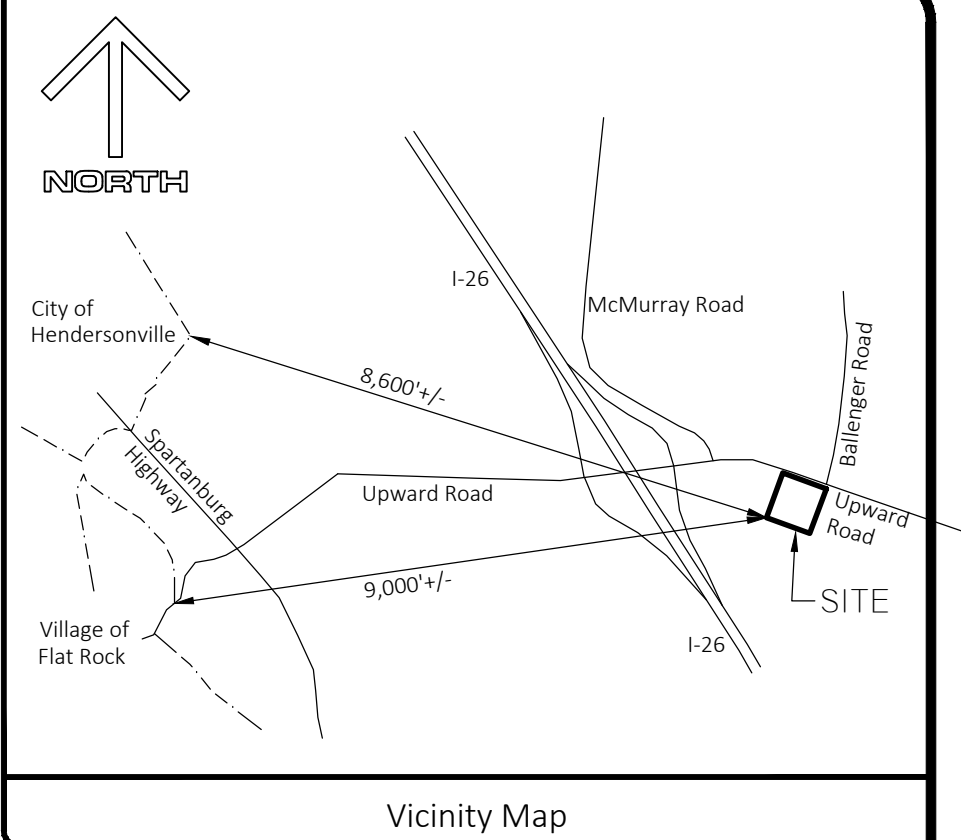 NORTH
I-26
City of
Hendersonville
McMurray Road
8,600'+/-
Ballenger Road
Spartanburg
Highway
Upward Road
Upward
Road
9,000'+/-
SITE
Village of
Flat Rock
I-26
Vicinity Map